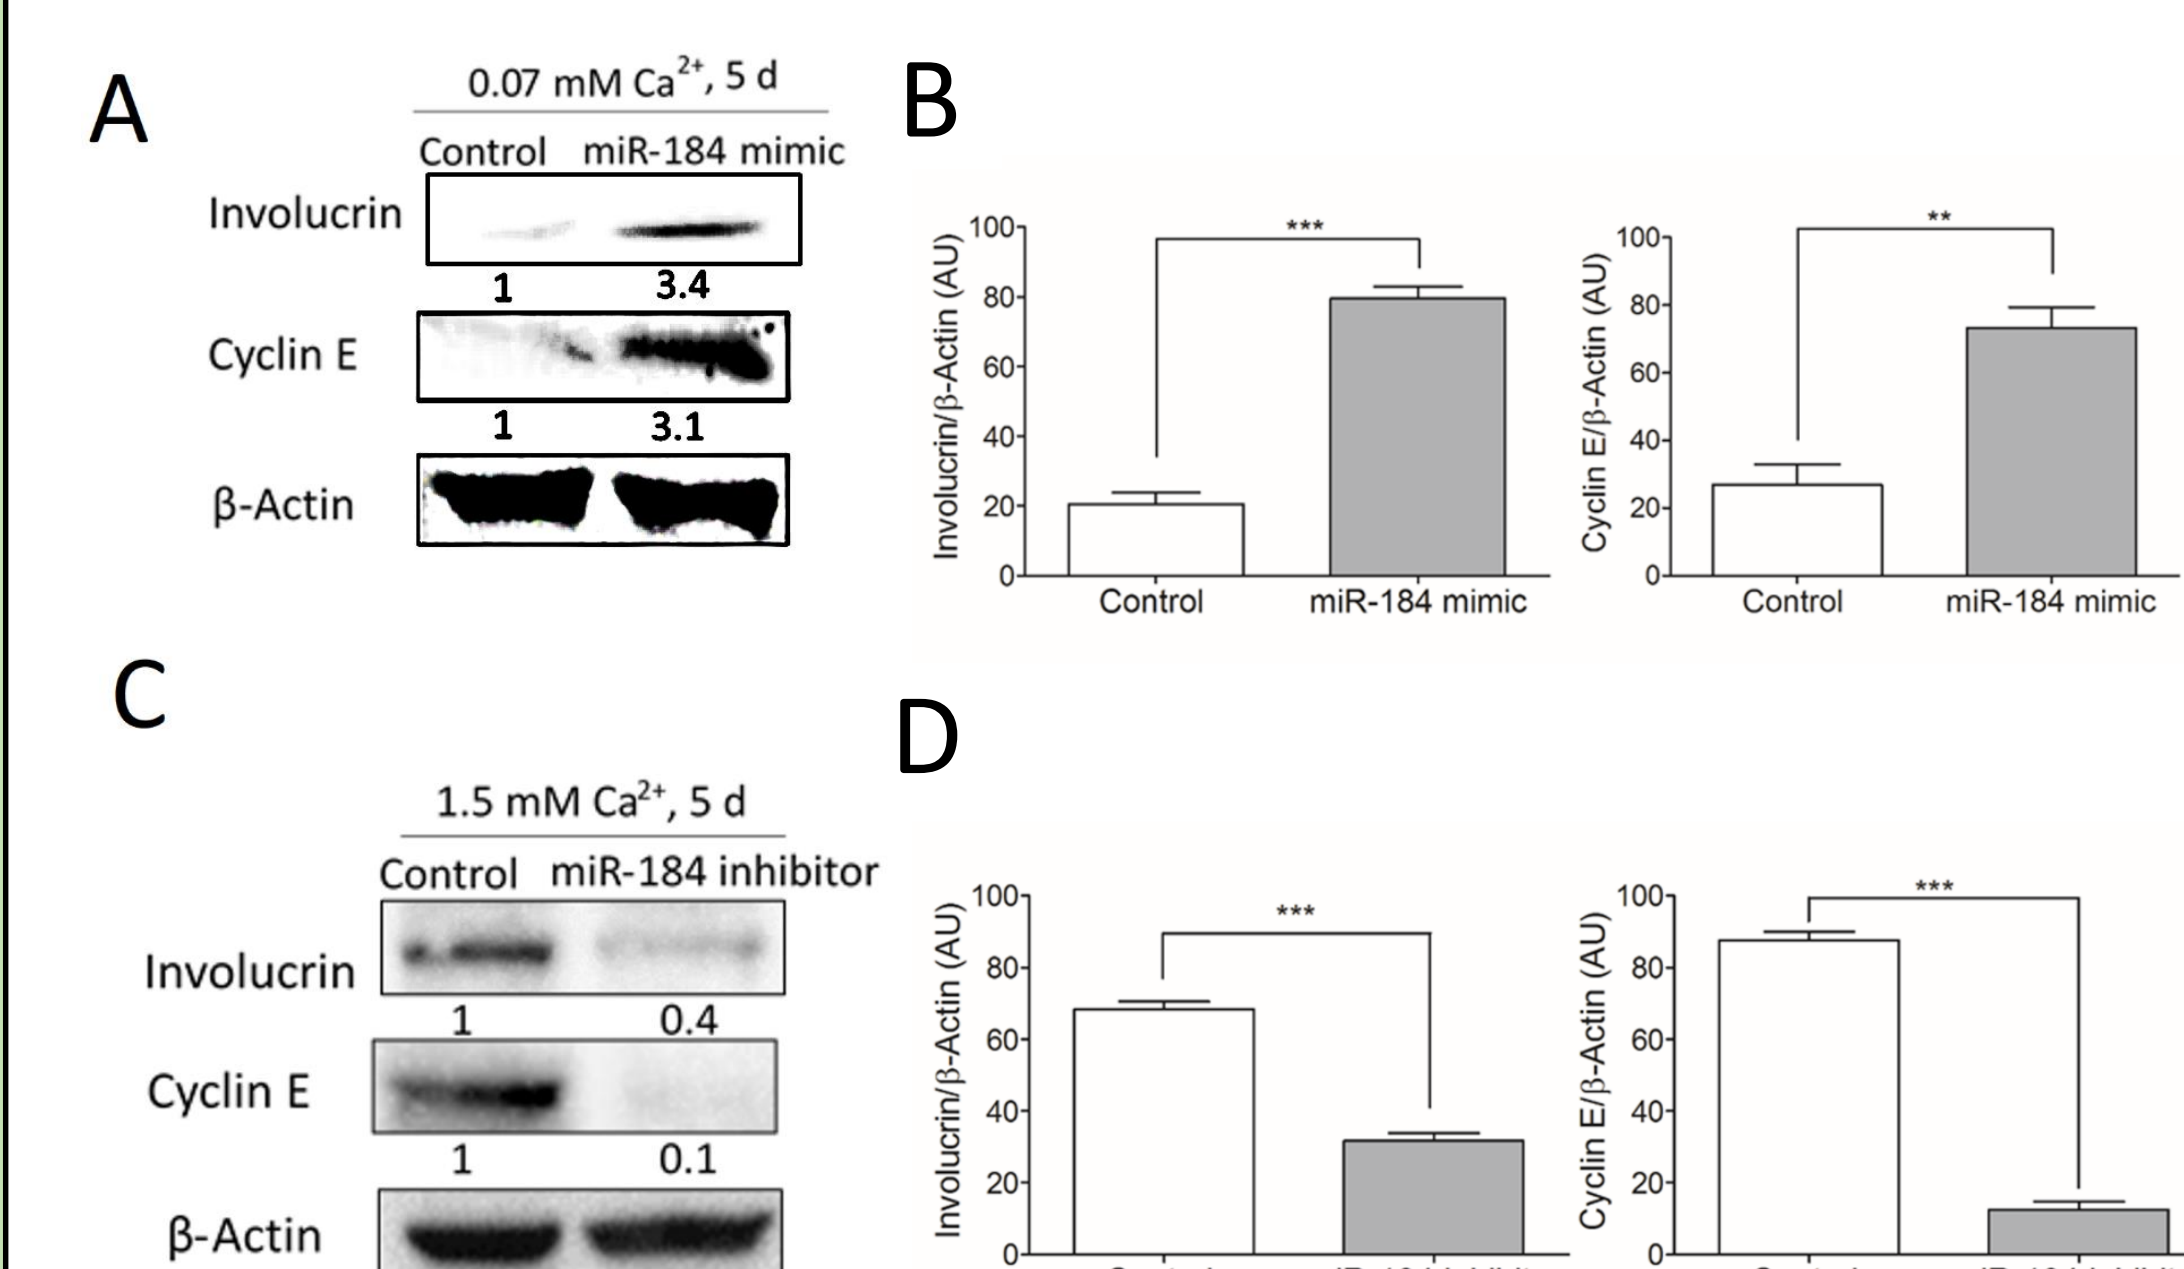 A
0.07 mM Ca²⁺, 5 d
Control miR-184 mimic
Involucrin
1 3.4
Cyclin E
1 3.1
β-Actin
B
Involucrin/β-Actin (AU)
100
80
60
40
20
0
***
Control miR-184 mimic
Cyclin E/β-Actin (AU)
100
80
60
40
20
0
**
Control miR-184 mimic
C
1.5 mM Ca²⁺, 5 d
Control miR-184 inhibitor
Involucrin
1 0.4
Cyclin E
1 0.1
β-Actin
D
Involucrin/β-Actin (AU)
100
80
60
40
20
0
***
Cyclin E/β-Actin (AU)
100
80
60
40
20
0
***